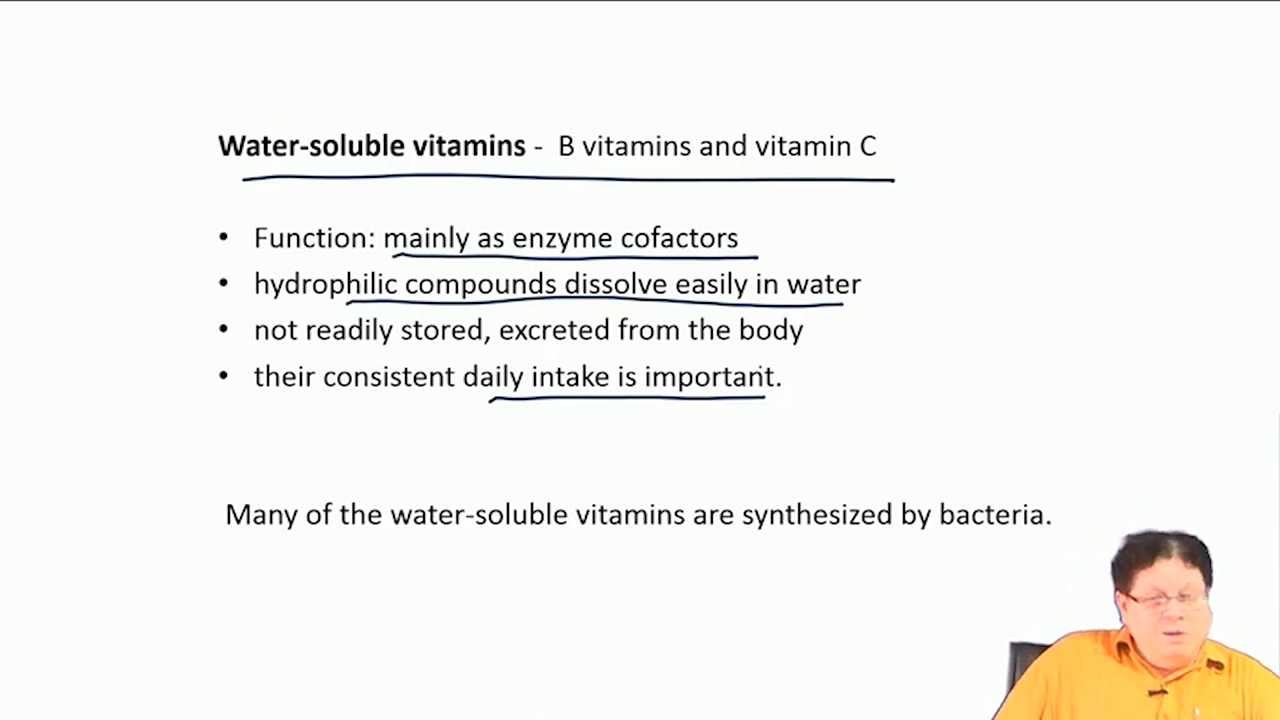 Water-soluble vitamins - B vitamins and vitamin C
• Function: mainly as enzyme cofactors
• hydrophilic compounds dissolve easily in water
• not readily stored, excreted from the body
• their consistent daily intake is important.
Many of the water-soluble vitamins are synthesized by bacteria.